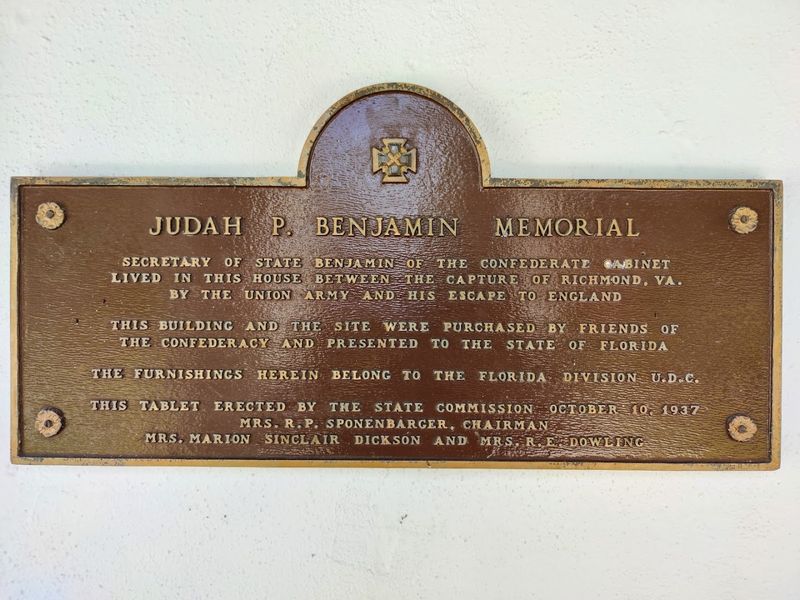 JUDAH P. BENJAMIN MEMORIAL
SECRETARY OF STATE BENJAMIN OF THE CONFEDERATE CABINET
LIVED IN THIS HOUSE BETWEEN THE CAPTURE OF RICHMOND, VA.
BY THE UNION ARMY AND HIS ESCAPE TO ENGLAND
THIS BUILDING AND THE SITE WERE PURCHASED BY FRIENDS OF
THE CONFEDERACY AND PRESENTED TO THE STATE OF FLORIDA
THE FURNISHINGS HEREIN BELONG TO THE FLORIDA DIVISION U.D.C.
THIS TABLET ERECTED BY THE STATE COMMISSION OCTOBER 10, 1937
MRS. R.P. SPONENBARGER, CHAIRMAN
MRS. MARION SINCLAIR DICKSON AND MRS. R.E. DOWLING